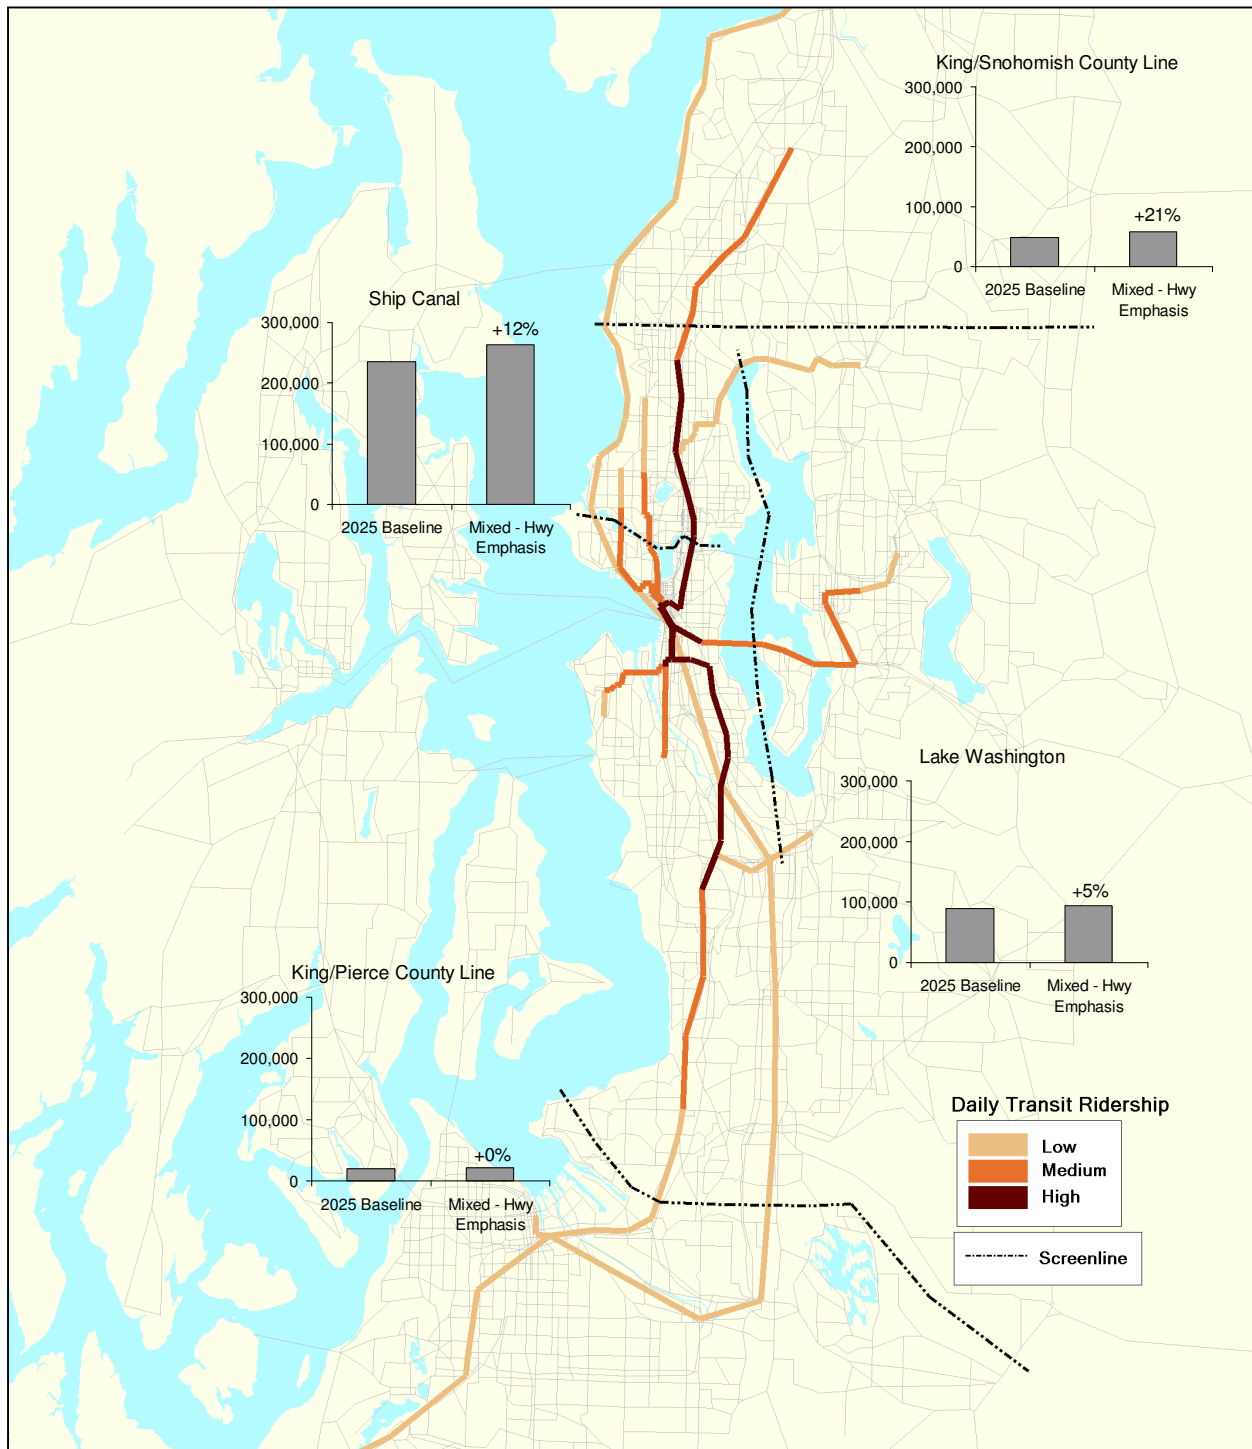 King/Snohomish County Line
300,000
200,000
100,000
0
+21%
2025 Baseline
Mixed - Hwy
Emphasis
Ship Canal
300,000
200,000
100,000
0
+12%
2025 Baseline
Mixed - Hwy
Emphasis
Lake Washington
300,000
200,000
100,000
0
+5%
2025 Baseline
Mixed - Hwy
Emphasis
King/Pierce County Line
300,000
200,000
100,000
0
+0%
2025 Baseline
Mixed - Hwy
Emphasis
Daily Transit Ridership
Low
Medium
High
Screenline